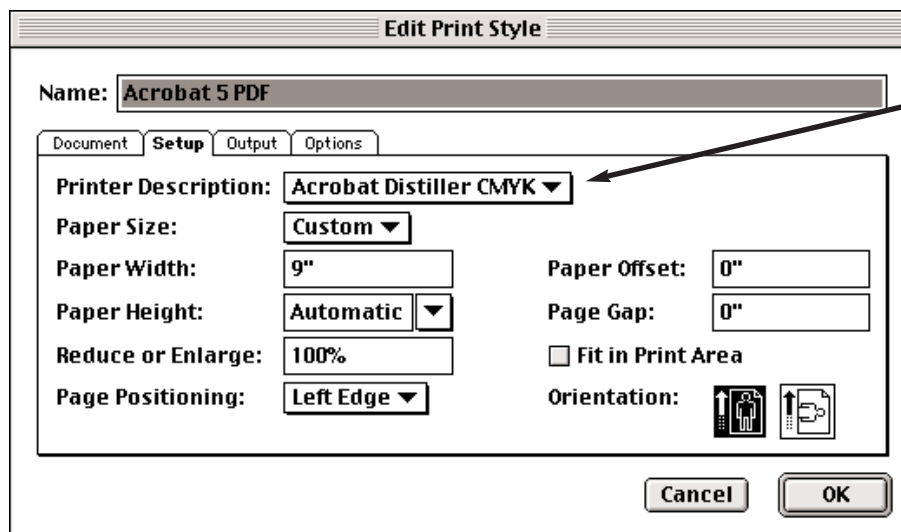 Edit Print Style
Name: Acrobat 5 PDF
Document Setup Output Options
Printer Description: Acrobat Distiller CMYK
Paper Size: Custom
Paper Width: 9" Paper Offset: 0"
Paper Height: Automatic Page Gap: 0"
Reduce or Enlarge: 100% Fit in Print Area
Page Positioning: Left Edge Orientation:
Cancel OK